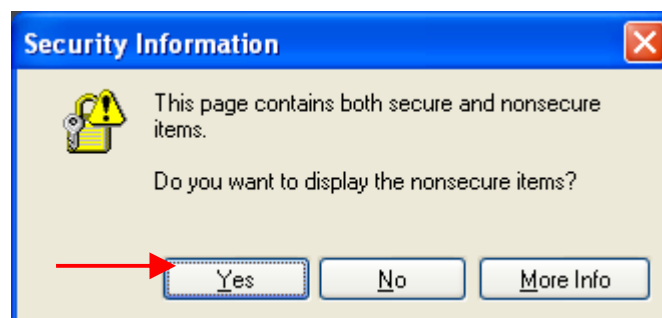 Security Information
This page contains both secure and nonsecure
items.
Do you want to display the nonsecure items?
Yes No More Info